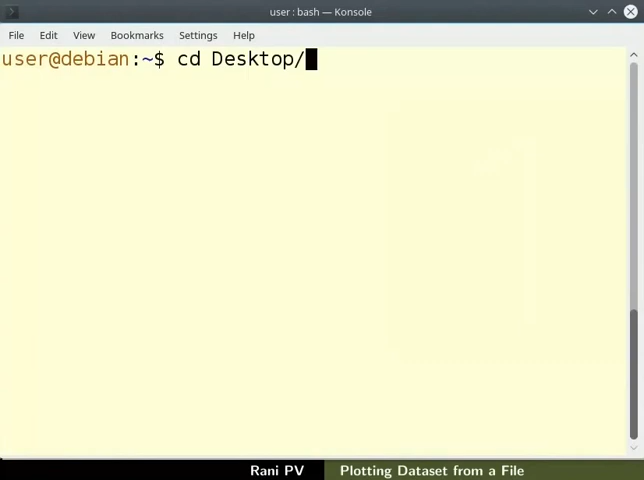 user : bash — Konsole
File Edit View Bookmarks Settings Help
user@debian:~$ cd Desktop/
Rani PV Plotting Dataset from a File